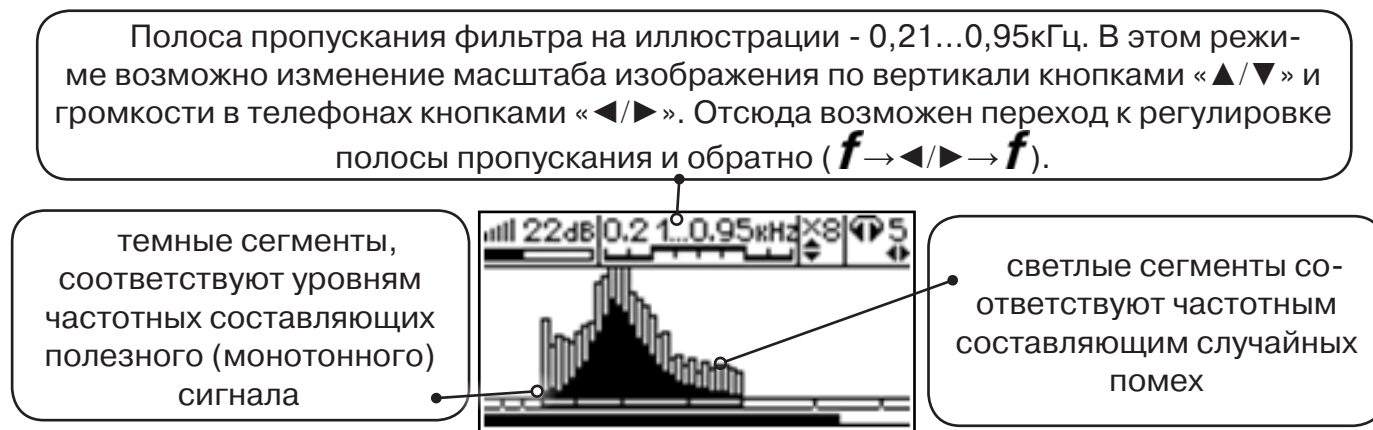 Полоса пропускания фильтра на иллюстрации - 0,21...0,95кГц. В этом режи-
ме возможно изменение масштаба изображения по вертикали кнопками «▲/▼» и
громкости в телефонах кнопками «◄/►». Отсюда возможен переход к регулировке
полосы пропускания и обратно ( f→◄/►→f ).
темные сегменты,
соответствуют уровням
частотных составляющих
полезного (монотонного)
сигнала
22dB 0.21...0.95кHz ×8 5
светлые сегменты со-
ответствуют частотным
составляющим случайных
помех